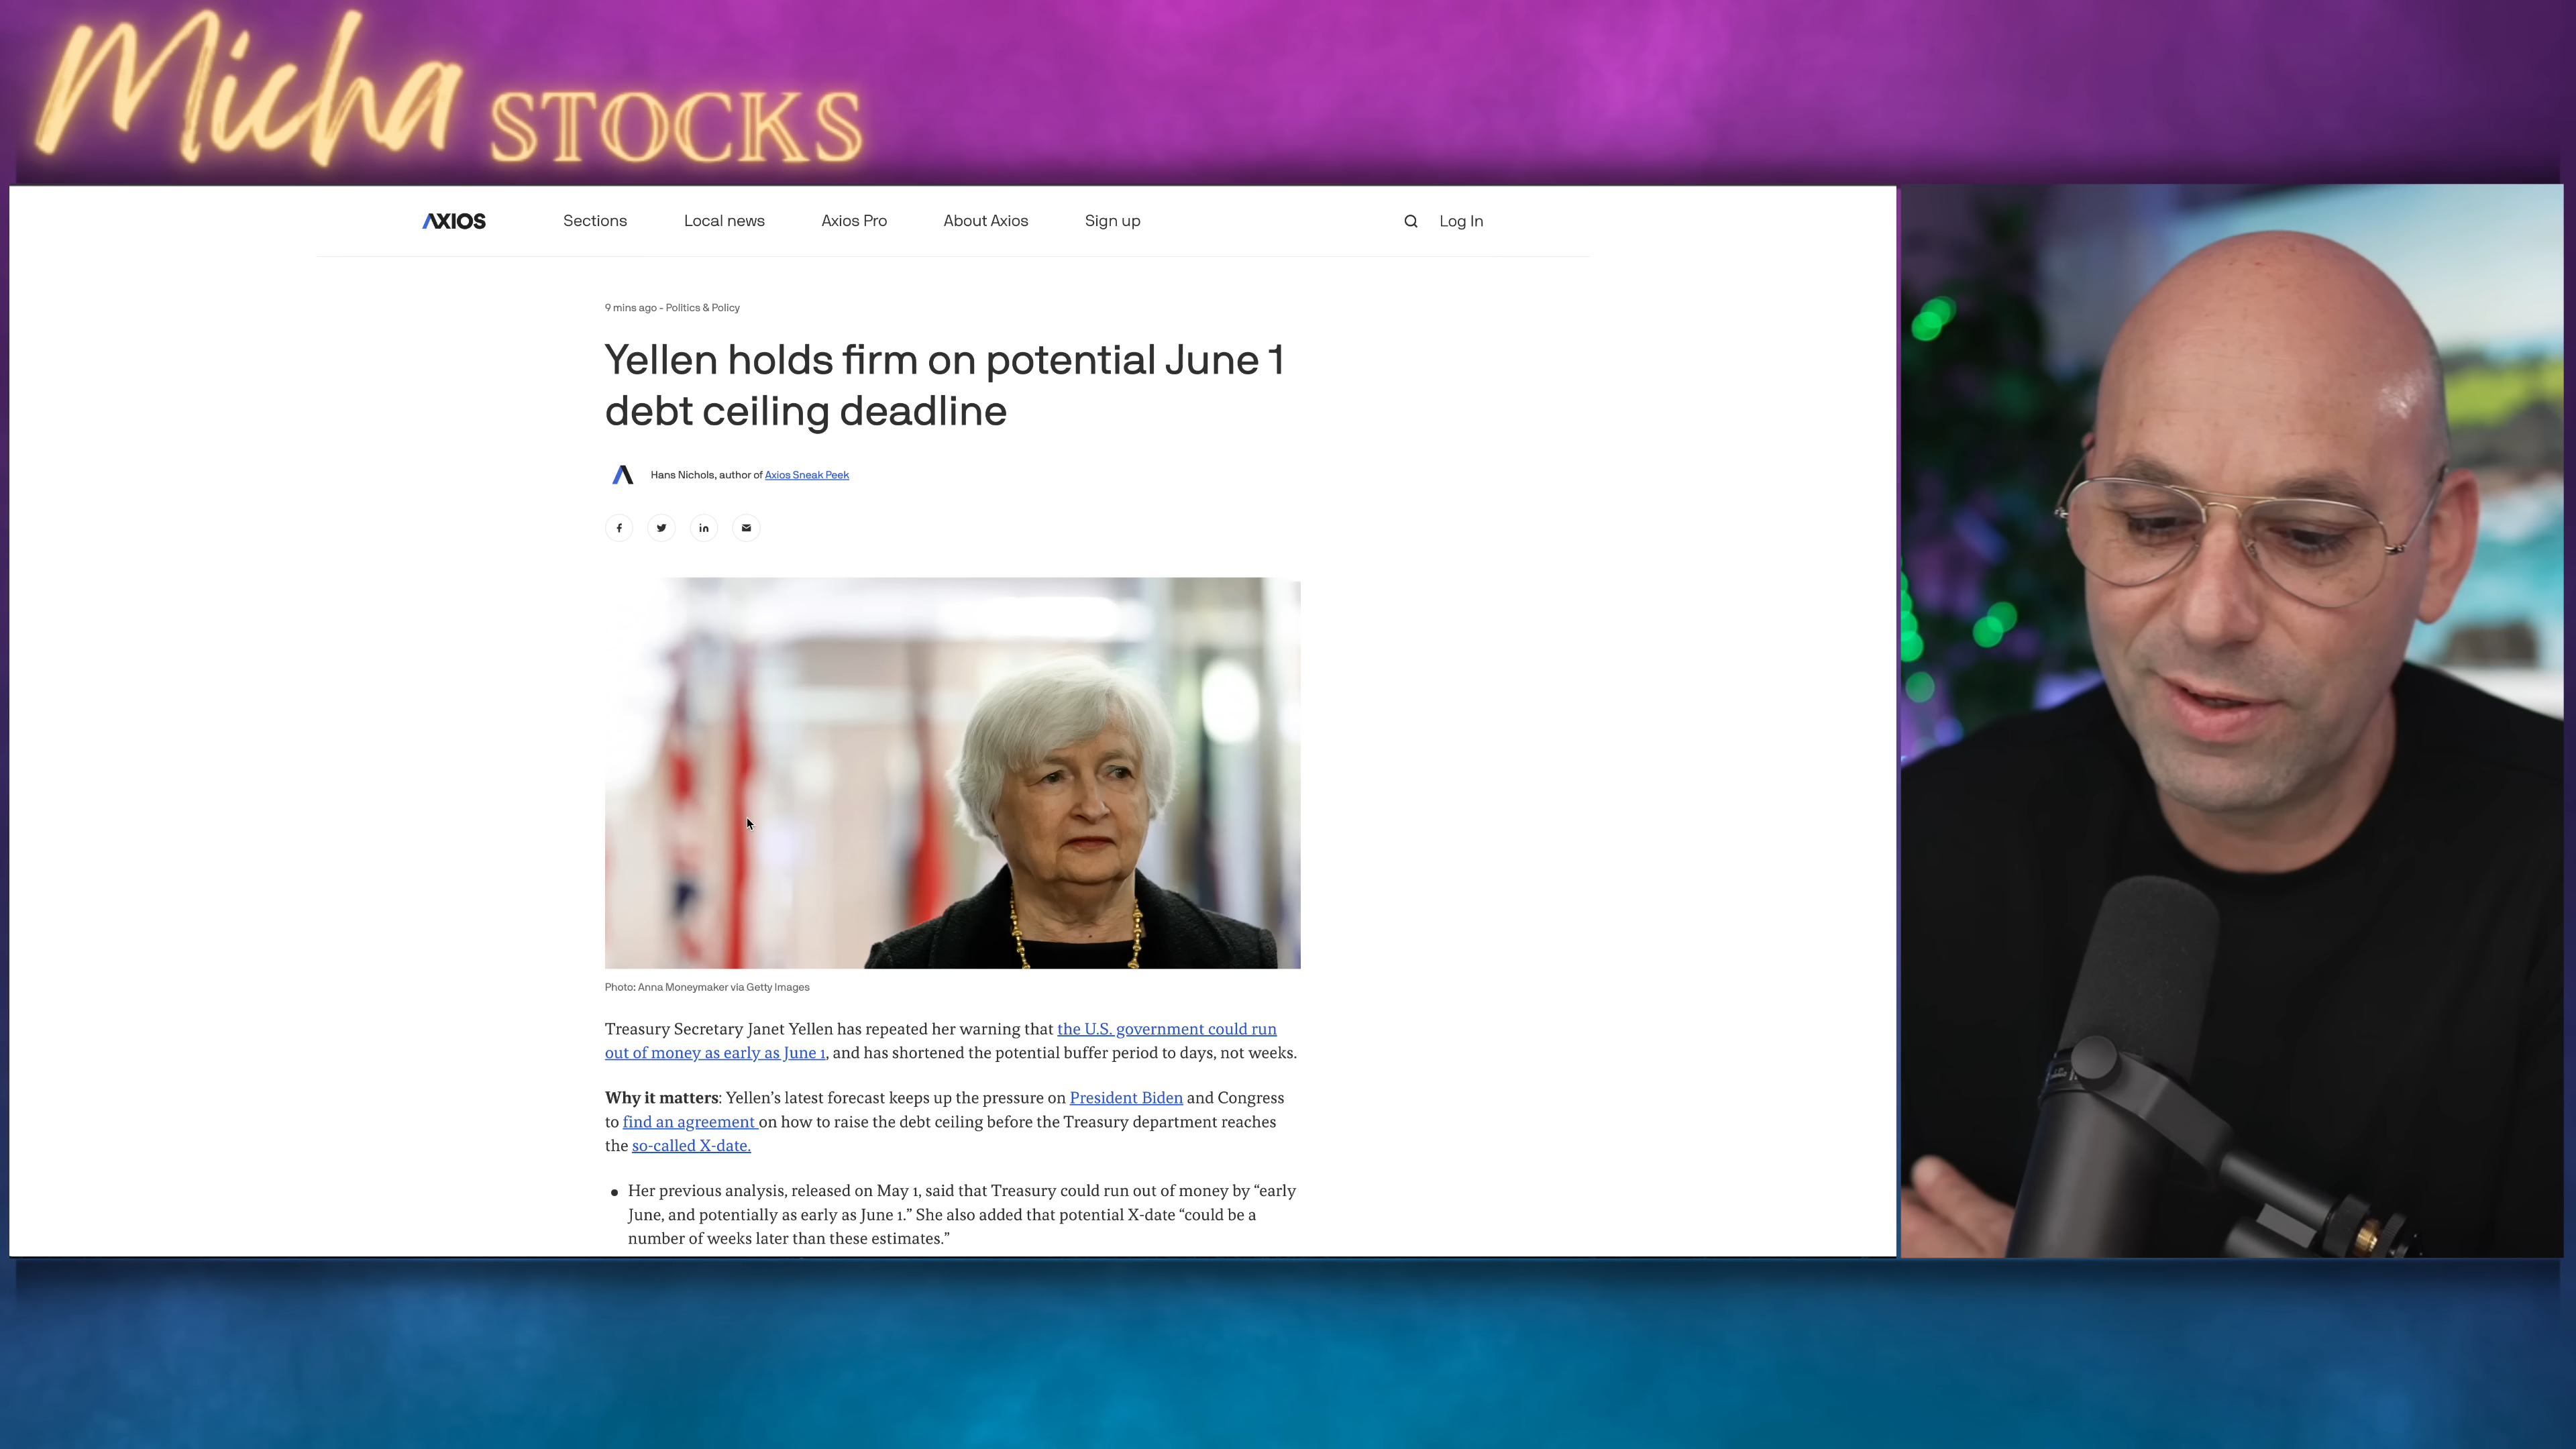 Micha STOCKS
AXIOS Sections Local news Axios Pro About Axios Sign up Log In
9 mins ago - Politics & Policy
Yellen holds firm on potential June 1
debt ceiling deadline
Hans Nichols, author of Axios Sneak Peek
Photo: Anna Moneymaker via Getty Images
Treasury Secretary Janet Yellen has repeated her warning that the U.S. government could run
out of money as early as June 1, and has shortened the potential buffer period to days, not weeks.
Why it matters: Yellen’s latest forecast keeps up the pressure on President Biden and Congress
to find an agreement on how to raise the debt ceiling before the Treasury department reaches
the so-called X-date.
• Her previous analysis, released on May 1, said that Treasury could run out of money by “early
June, and potentially as early as June 1.” She also added that potential X-date “could be a
number of weeks later than these estimates.”